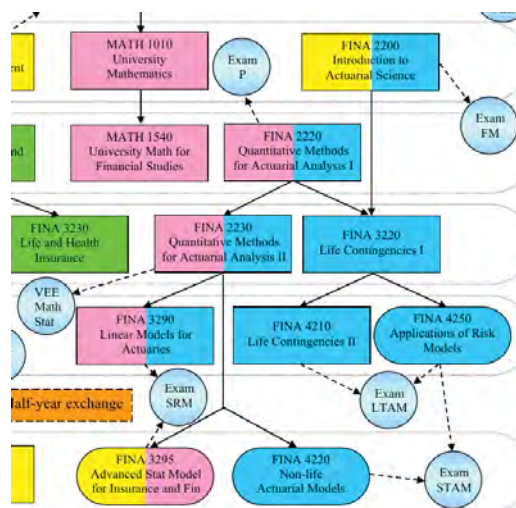 MATH 1010
University
Mathematics
Exam
P
FINA 2200
Introduction to
Actuarial Science
Exam
FM
MATH 1540
University Math for
Financial Studies
FINA 2220
Quantitative Methods
for Actuarial Analysis I
FINA 3230
Life and Health
Insurance
FINA 2230
Quantitative Methods
for Actuarial Analysis II
FINA 3220
Life Contingencies I
VEE
Math
Stat
FINA 3290
Linear Models for
Actuaries
FINA 4210
Life Contingencies II
FINA 4250
Applications of Risk
Models
Half-year exchange
Exam
SRM
Exam
LTAM
FINA 3295
Advanced Stat Model
for Insurance and Fin
FINA 4220
Non-life
Actuarial Models
Exam
STAM